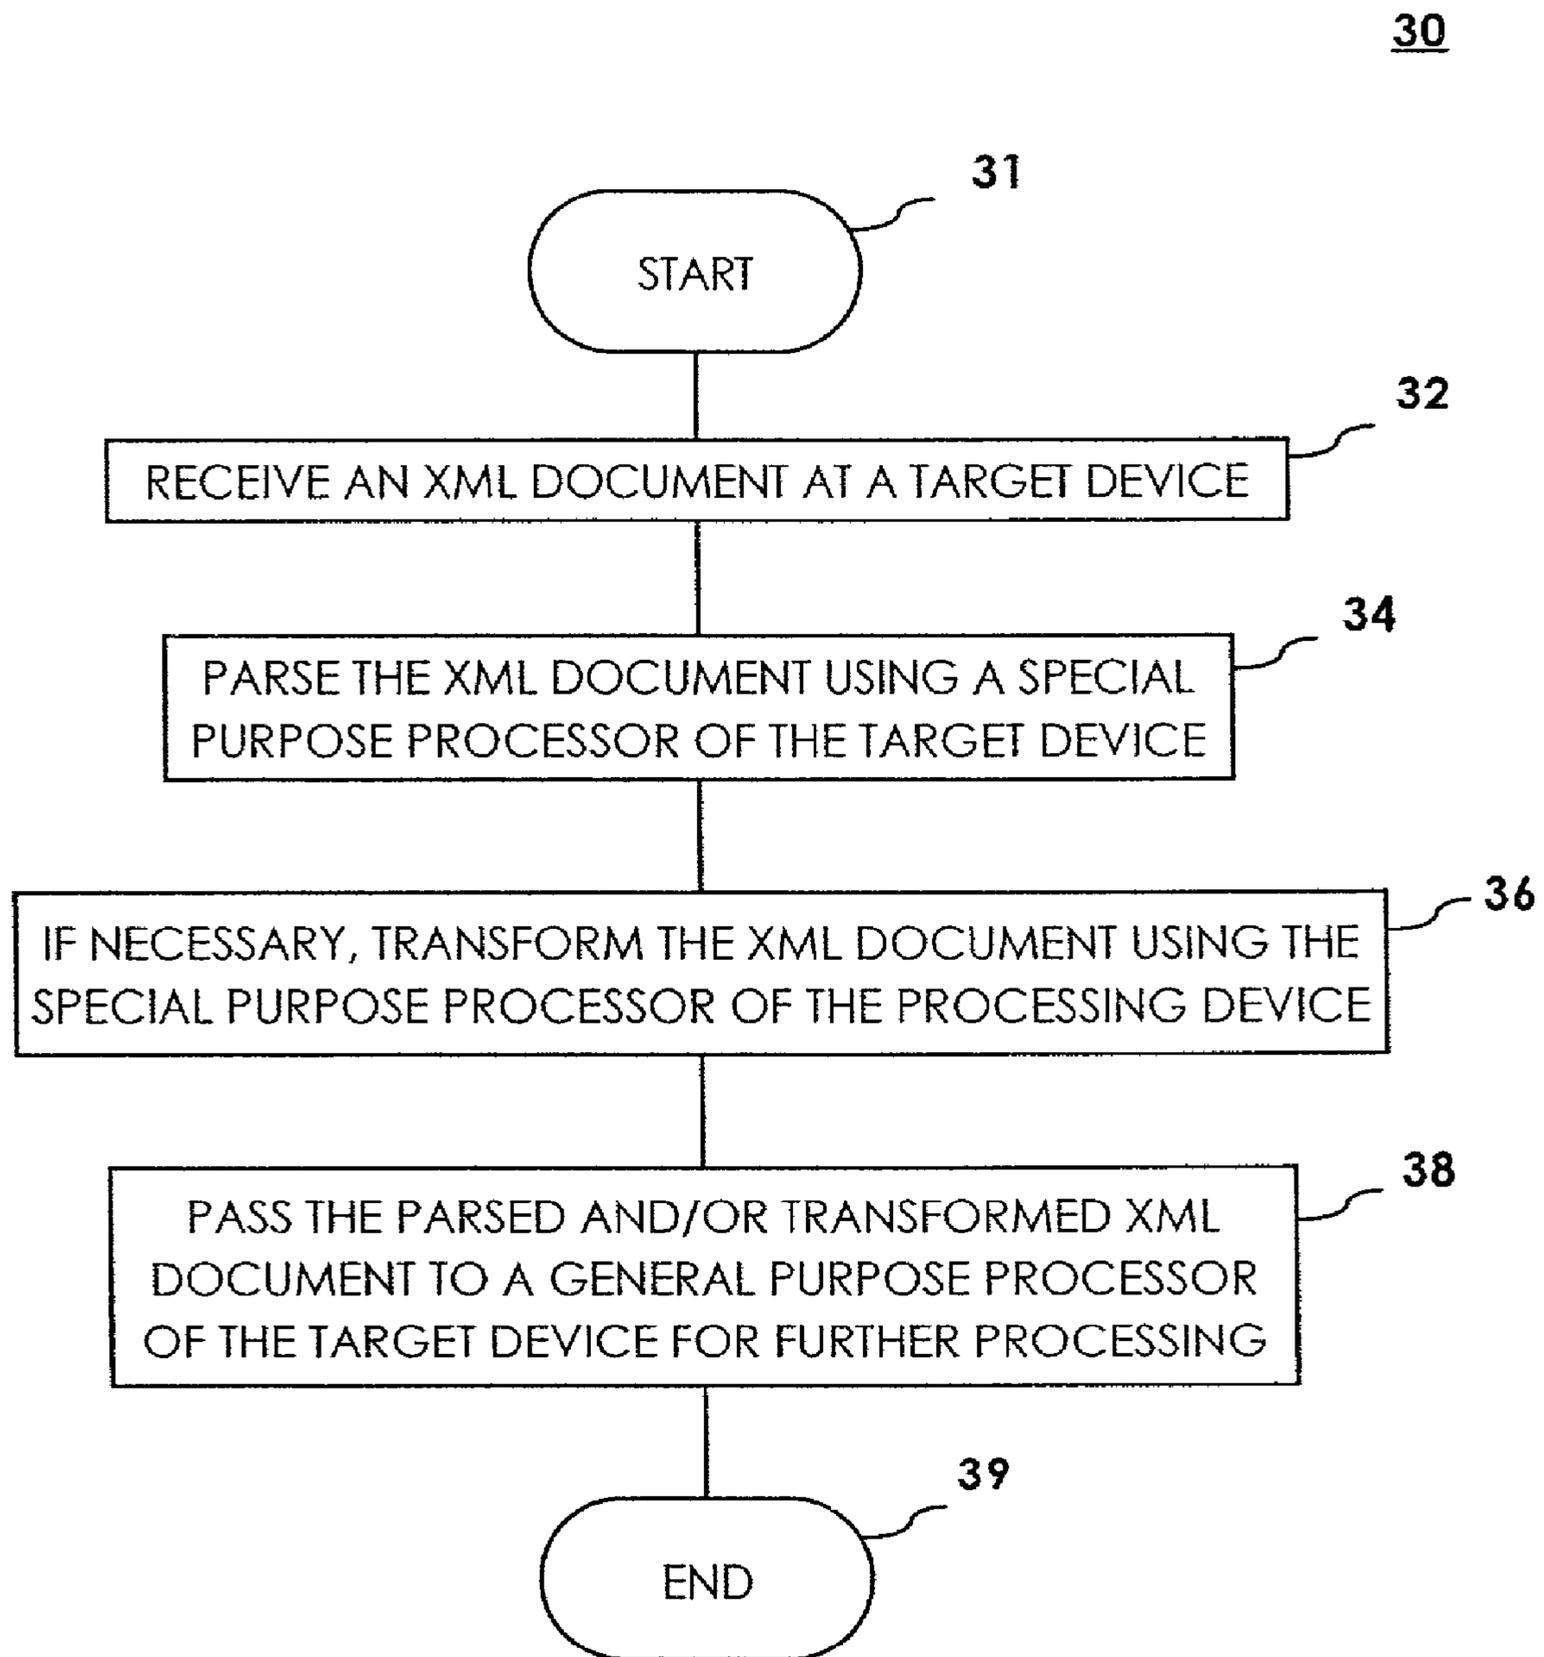 30
31
START
32
RECEIVE AN XML DOCUMENT AT A TARGET DEVICE
34
PARSE THE XML DOCUMENT USING A SPECIAL
PURPOSE PROCESSOR OF THE TARGET DEVICE
36
IF NECESSARY, TRANSFORM THE XML DOCUMENT USING THE
SPECIAL PURPOSE PROCESSOR OF THE PROCESSING DEVICE
38
PASS THE PARSED AND/OR TRANSFORMED XML
DOCUMENT TO A GENERAL PURPOSE PROCESSOR
OF THE TARGET DEVICE FOR FURTHER PROCESSING
39
END